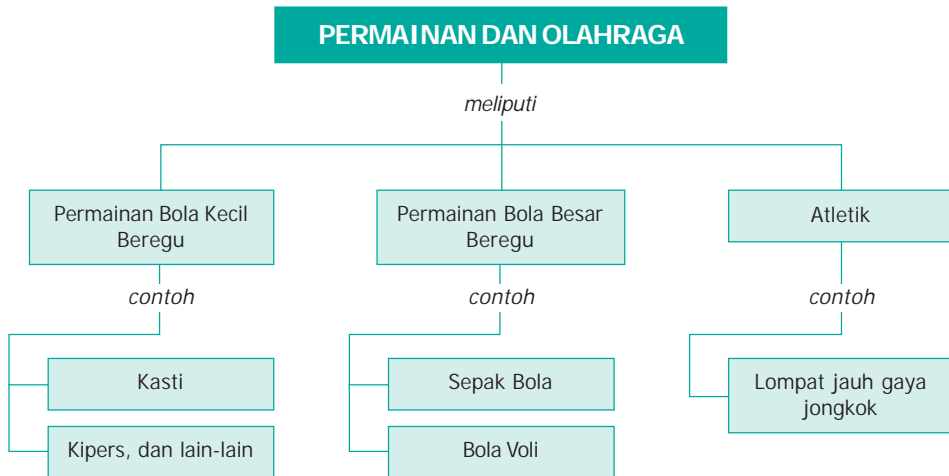 PERMAINAN DAN OLAHRAGA
meliputi
Permainan Bola Kecil
Beregu
Permainan Bola Besar
Beregu
Atletik
contoh
contoh
contoh
Kasti
Sepak Bola
Lompat jauh gaya
jongkok
Kipers, dan lain-lain
Bola Voli